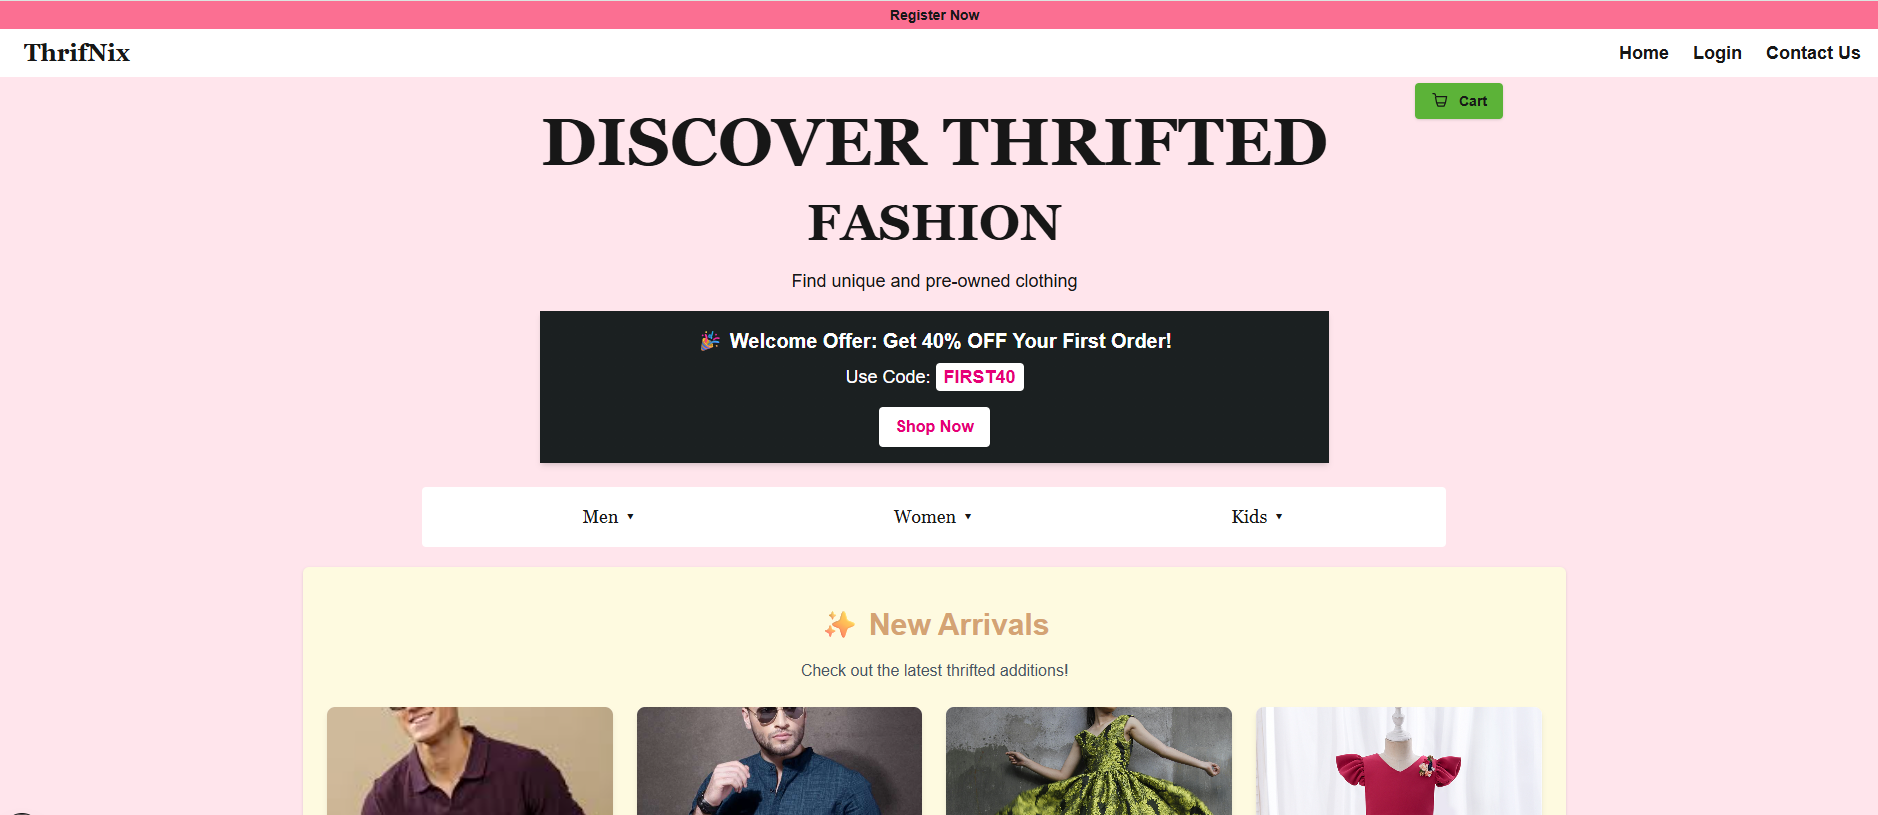 Register Now
ThrifNix
Home Login Contact Us
Cart
DISCOVER THRIFTED
FASHION
Find unique and pre-owned clothing
🎉 Welcome Offer: Get 40% OFF Your First Order!
Use Code: FIRST40
Shop Now
Men ▼ Women ▼ Kids ▼
✨ New Arrivals
Check out the latest thrifted additions!